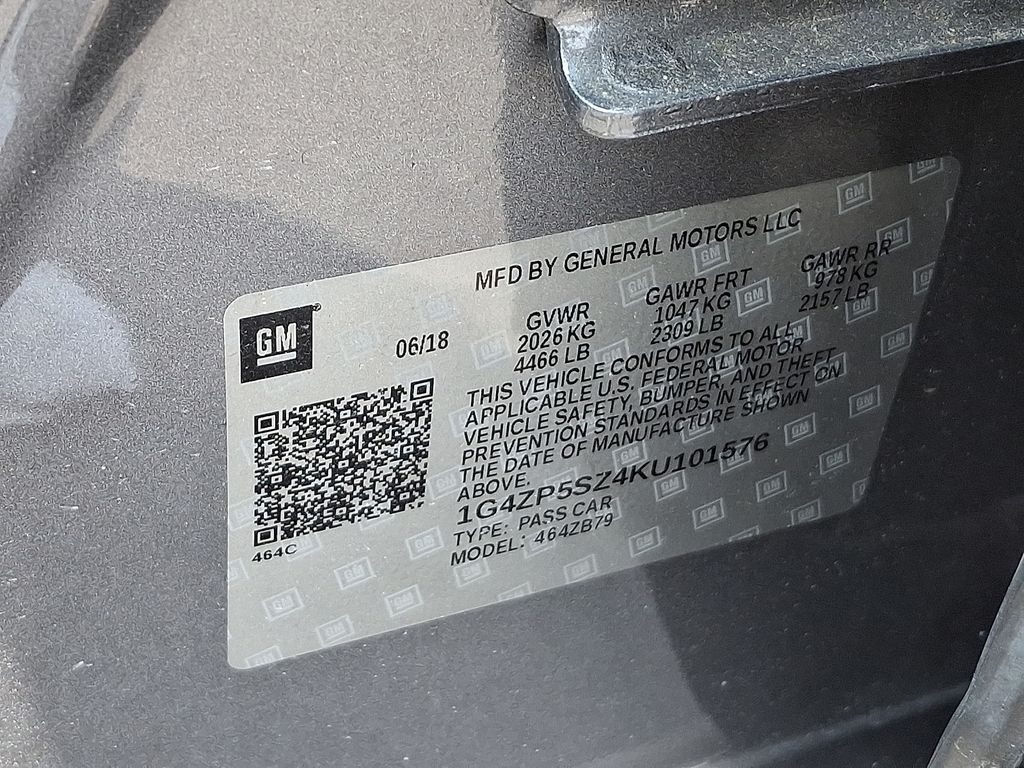 MFD BY GENERAL MOTORS LLC
GM
06/18
GVWR GAWR FRT GAWR RR
2026 KG 1047 KG 978 KG
4466 LB 2309 LB 2157 LB
THIS VEHICLE CONFORMS TO ALL
APPLICABLE U.S. FEDERAL MOTOR
VEHICLE SAFETY, BUMPER, AND THEFT
PREVENTION STANDARDS IN EFFECT ON
THE DATE OF MANUFACTURE SHOWN
ABOVE.
1G4ZP5SZ4KU101576
TYPE: PASS CAR
MODEL: 464ZB79
464C